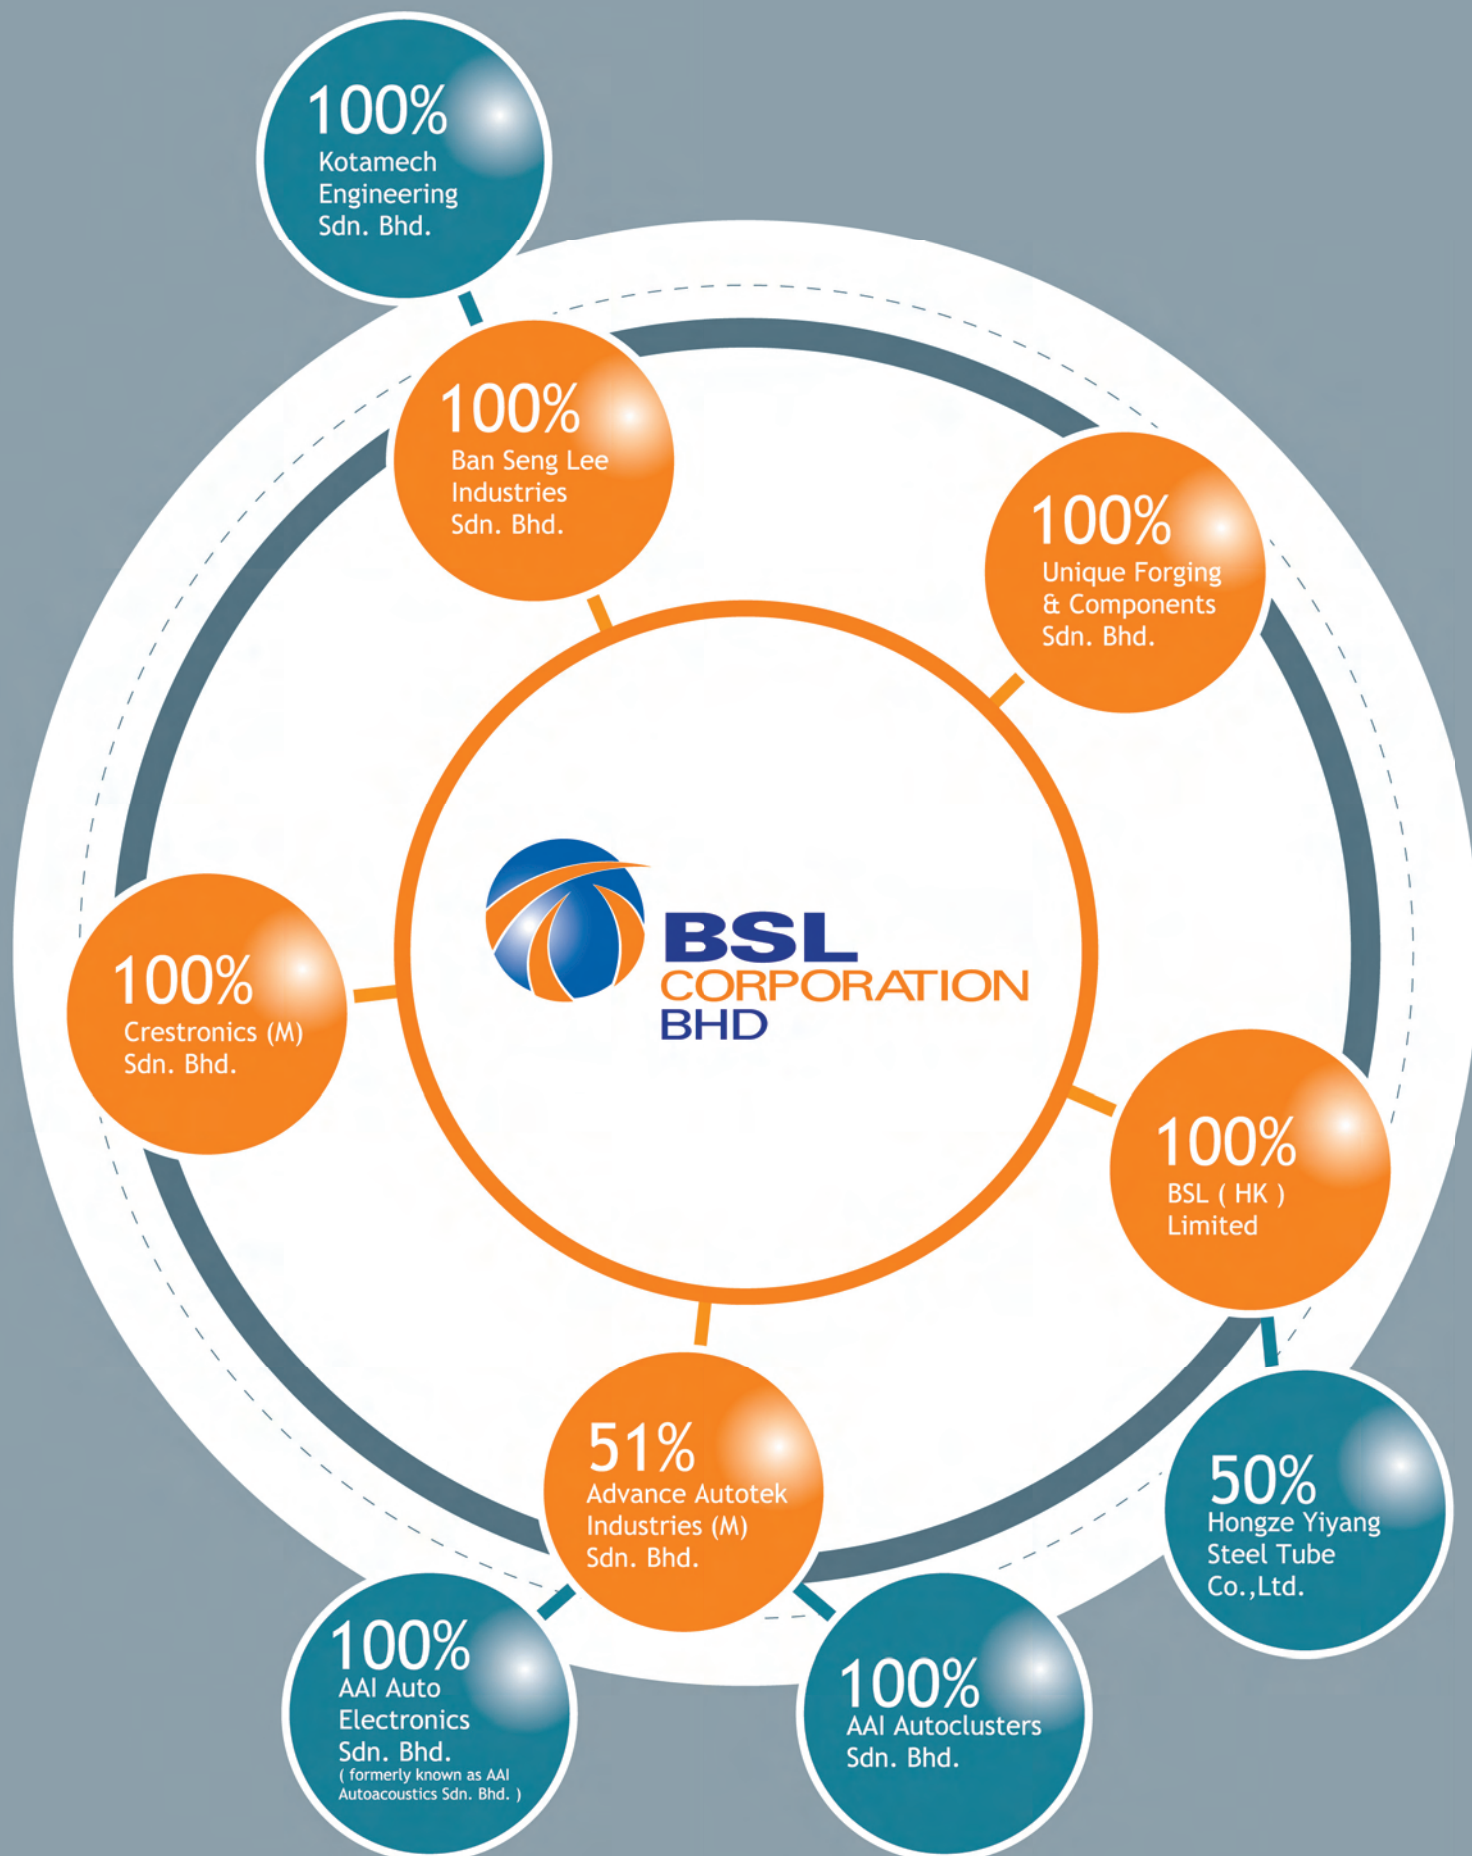 100%
Kotamech
Engineering
Sdn. Bhd.
100%
Ban Seng Lee
Industries
Sdn. Bhd.
100%
Unique Forging
& Components
Sdn. Bhd.
BSL
CORPORATION
BHD
100%
Crestronics (M)
Sdn. Bhd.
100%
BSL ( HK )
Limited
51%
Advance Autotek
Industries (M)
Sdn. Bhd.
50%
Hongze Yiyang
Steel Tube
Co.,Ltd.
100%
AAI Auto
Electronics
Sdn. Bhd.
( formerly known as AAI
Autoacoustics Sdn. Bhd. )
100%
AAI Autoclusters
Sdn. Bhd.